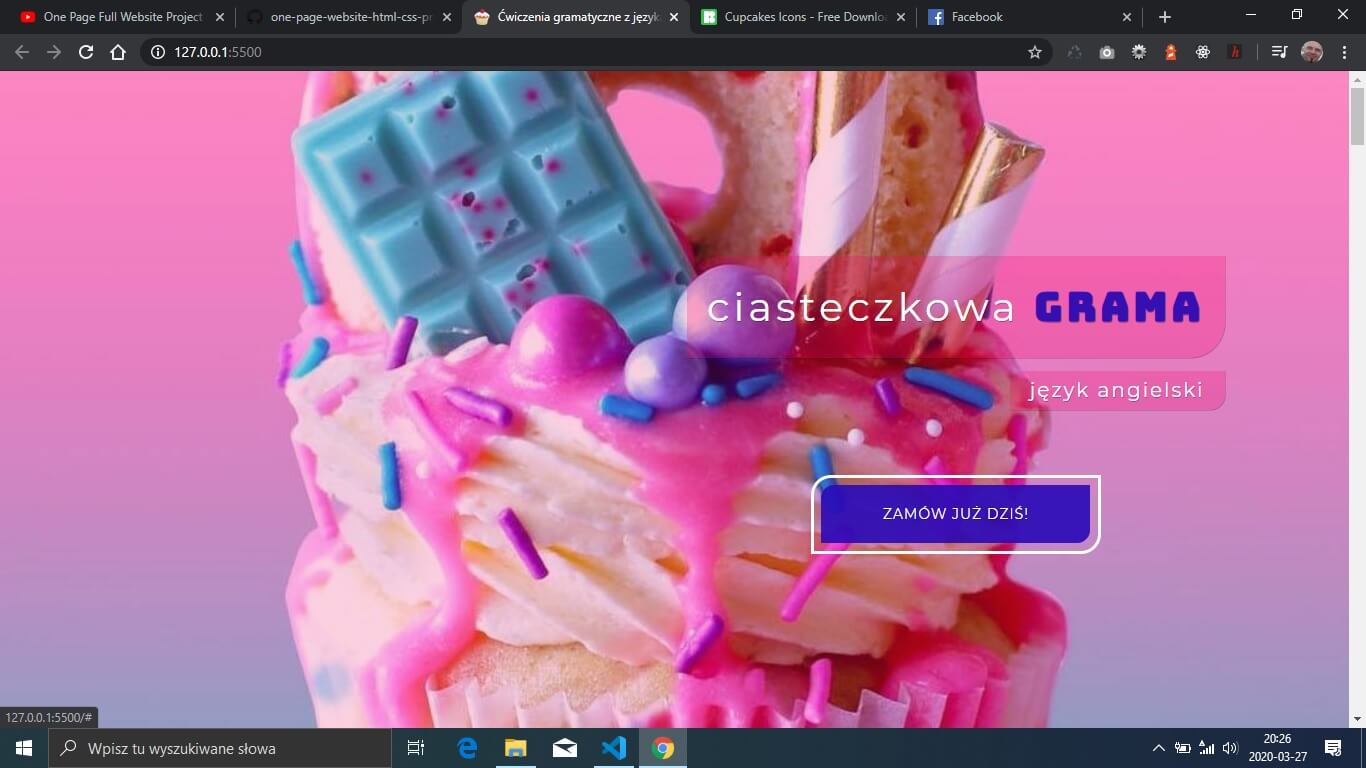 One Page Full Website Project
one-page-website-html-css-pr
Ćwiczenia gramatyczne z język
Cupcakes Icons - Free Downloa
Facebook
127.0.0.1:5500
ciasteczkowa GRAMA
język angielski
ZAMÓW JUŻ DZIŚ!
127.0.0.1:5500/#
Wpisz tu wyszukiwane słowa
20:26
2020-03-27